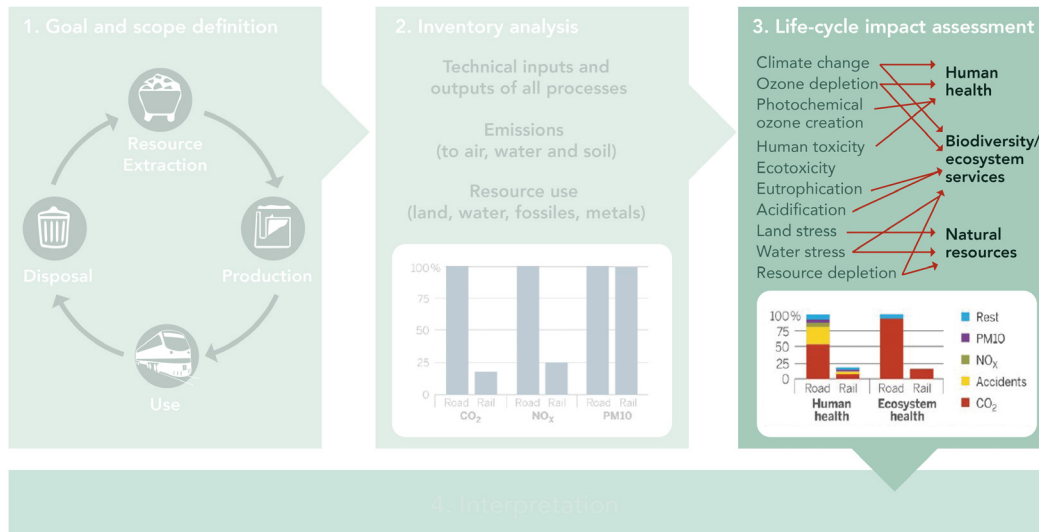 1. Goal and scope definition
Resource
Extraction
Disposal
Production
Use
2. Inventory analysis
Technical inputs and
outputs of all processes
Emissions
(to air, water and soil)
Resource use
(land, water, fossiles, metals)
100%
75
50
25
0
Road Rail Road Rail Road Rail
CO₂ NOₓ PM10
3. Life-cycle impact assessment
Climate change
Ozone depletion
Photochemical
ozone creation
Human toxicity
Ecotoxicity
Eutrophication
Acidification
Land stress
Water stress
Resource depletion
Human
health
Biodiversity/
ecosystem
services
Natural
resources
100%
75
50
25
0
Road Rail Road Rail
Human
health
Ecosystem
health
Rest
PM10
NOₓ
Accidents
CO₂
4. Interpretation